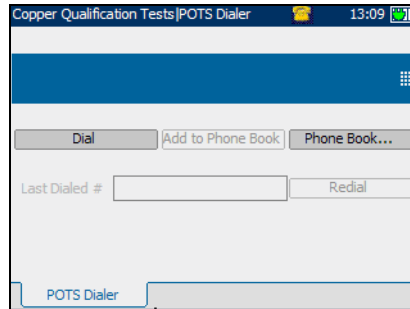 Copper Qualification Tests|POTS Dialer 13:09
Dial Add to Phone Book Phone Book...
Last Dialed # Redial
POTS Dialer